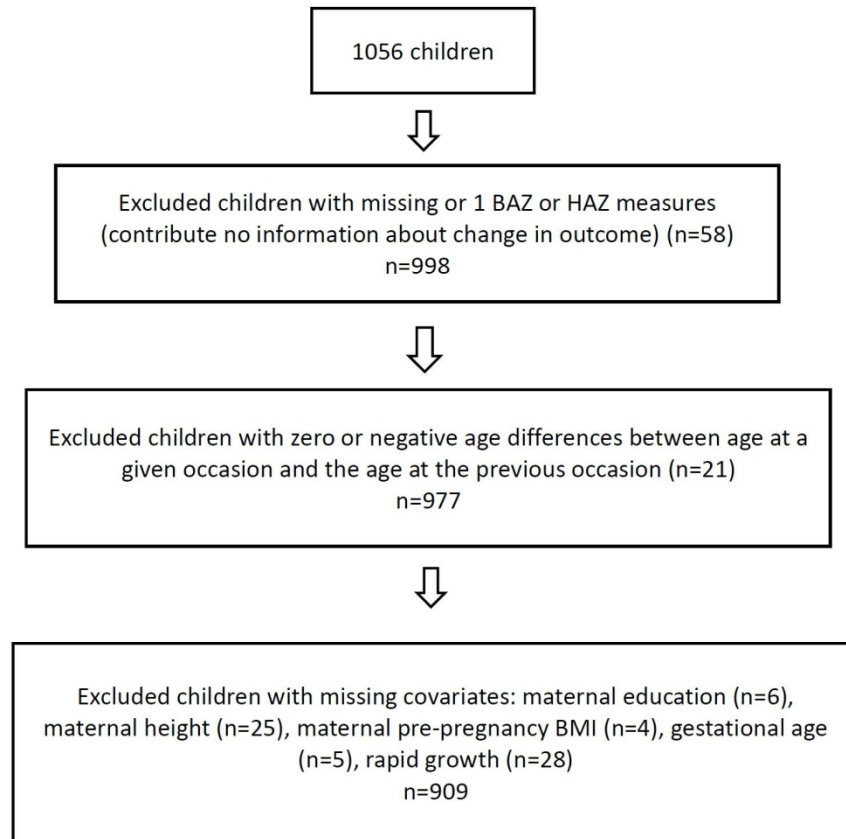 1056 children
Excluded children with missing or 1 BAZ or HAZ measures
(contribute no information about change in outcome) (n=58)
n=998
Excluded children with zero or negative age differences between age at a
given occasion and the age at the previous occasion (n=21)
n=977
Excluded children with missing covariates: maternal education (n=6),
maternal height (n=25), maternal pre-pregnancy BMI (n=4), gestational age
(n=5), rapid growth (n=28)
n=909